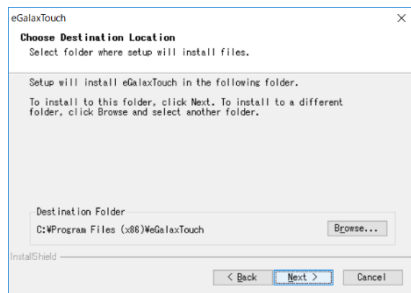 eGalaxTouch
Choose Destination Location
Select folder where setup will install files.
Setup will install eGalaxTouch in the following folder.
To install to this folder, click Next. To install to a different
folder, click Browse and select another folder.
Destination Folder
C:¥Program Files (x86)¥eGalaxTouch
Browse...
InstallShield
< Back
Next >
Cancel